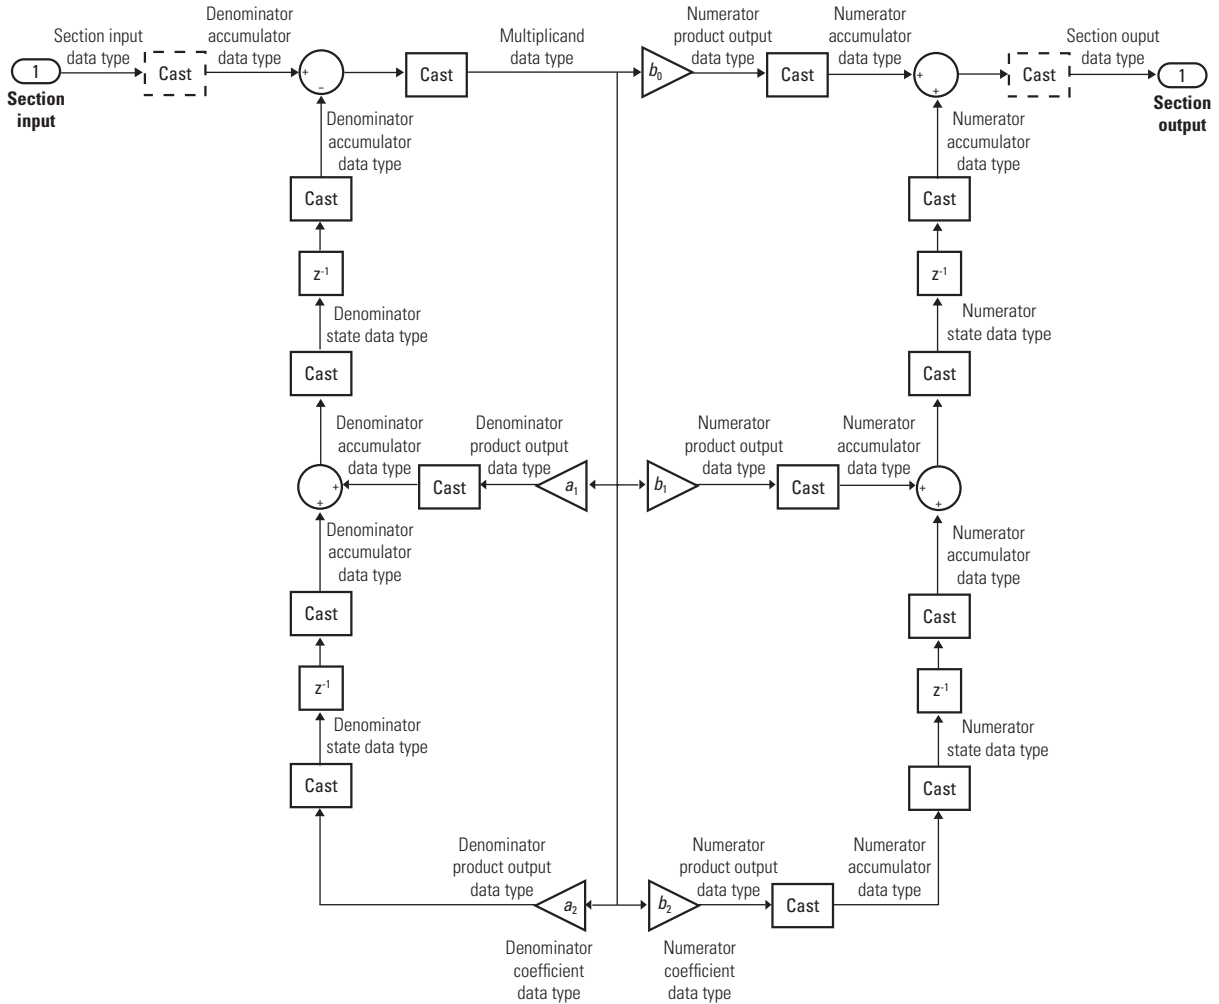 Section input
data type
Denominator
accumulator
data type
Multiplicand
data type
Numerator
product output
data type
Numerator
accumulator
data type
Section ouput
data type
1
Section
input
Cast
+
−
Cast
b0
Cast
+
+
Cast
1
Section
output
Denominator
accumulator
data type
Numerator
accumulator
data type
Cast
Cast
z-1
z-1
Denominator
state data type
Numerator
state data type
Cast
Cast
Denominator
accumulator
data type
Denominator
product output
data type
Numerator
product output
data type
Numerator
accumulator
data type
+
+
Cast
a1
b1
Cast
+
+
Denominator
accumulator
data type
Numerator
accumulator
data type
Cast
Cast
z-1
z-1
Denominator
state data type
Numerator
state data type
Cast
Cast
Denominator
product output
data type
Numerator
product output
data type
Numerator
accumulator
data type
a2
b2
Cast
Denominator
coefficient
data type
Numerator
coefficient
data type